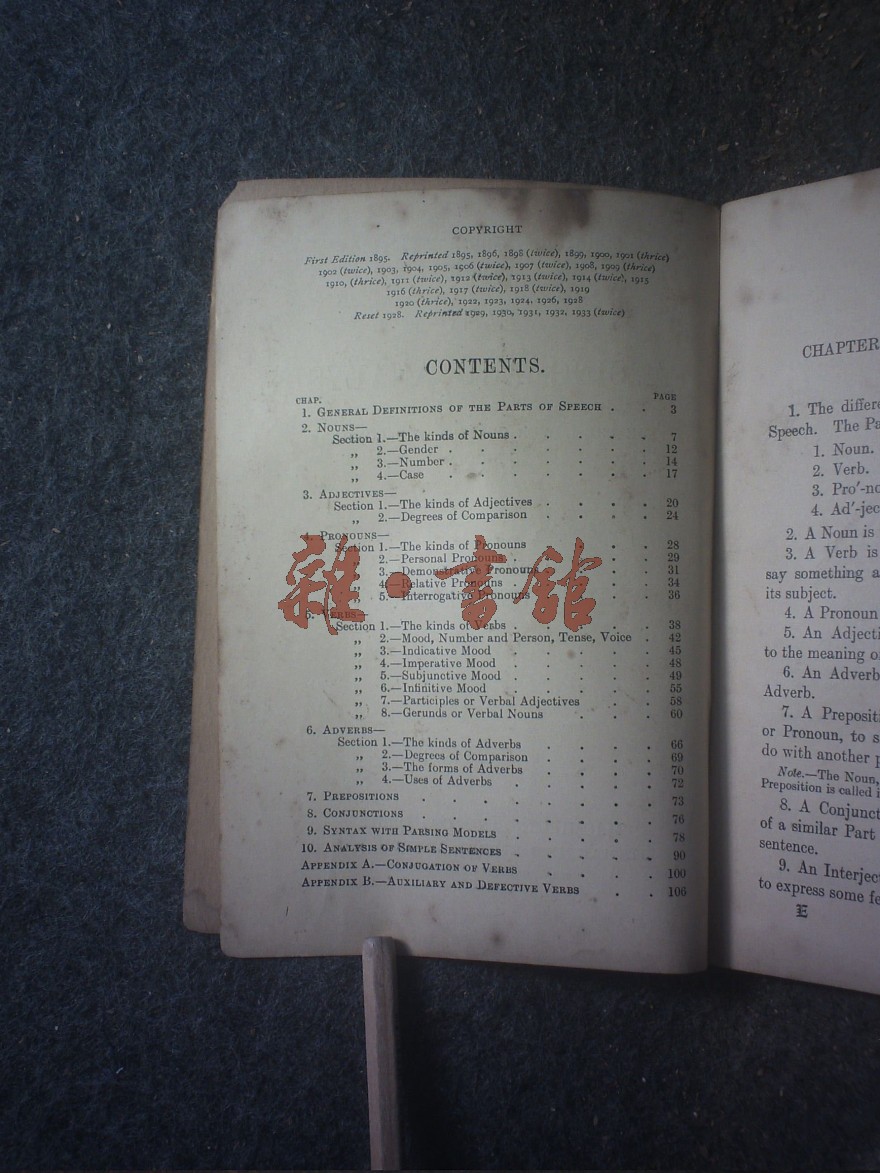 COPYRIGHT
First Edition 1895. Reprinted 1895, 1896, 1898 (twice), 1899, 1900, 1901 (thrice)
1902 (twice), 1903, 1904, 1905, 1906 (twice), 1907 (twice), 1908, 1909 (thrice)
1910, (thrice), 1911 (twice), 1912 (twice), 1913 (twice), 1914 (twice), 1915
1916 (thrice), 1917 (twice), 1918 (twice), 1919
1920 (thrice), 1922, 1923, 1924, 1926, 1928
Reset 1928. Reprinted 1929, 1930, 1931, 1932, 1933 (twice)
CONTENTS.
CHAP. PAGE
1. GENERAL DEFINITIONS OF THE PARTS OF SPEECH . . 3
2. NOUNS—
Section 1.—The kinds of Nouns . . . . . 7
„ 2.—Gender . . . . . . . 12
„ 3.—Number . . . . . . . 14
„ 4.—Case . . . . . . . 17
3. ADJECTIVES—
Section 1.—The kinds of Adjectives . . . . 20
„ 2.—Degrees of Comparison . . . . 24
PRONOUNS—
Section 1.—The kinds of Pronouns . . . . 28
„ 2.—Personal Pronouns . . . . . 29
3.—Demonstrative Pronouns . . . 31
4.—Relative Pronouns . . . . . 34
5.—Interrogative Pronouns . . . 36
5. VERBS—
Section 1.—The kinds of Verbs . . . . . 38
„ 2.—Mood, Number and Person, Tense, Voice . 42
„ 3.—Indicative Mood . . . . . 45
„ 4.—Imperative Mood . . . . . 48
„ 5.—Subjunctive Mood . . . . . 49
„ 6.—Infinitive Mood . . . . . 55
„ 7.—Participles or Verbal Adjectives . . . 58
„ 8.—Gerunds or Verbal Nouns . . . . 60
6. ADVERBS—
Section 1.—The kinds of Adverbs . . . . 66
„ 2.—Degrees of Comparison . . . . 69
„ 3.—The forms of Adverbs . . . . 70
„ 4.—Uses of Adverbs . . . . . 72
7. PREPOSITIONS . . . . . . . . 73
8. CONJUNCTIONS . . . . . . . . 76
9. SYNTAX WITH PARSING MODELS . . . . . 78
10. ANALYSIS OF SIMPLE SENTENCES . . . . . 90
APPENDIX A.—CONJUGATION OF VERBS . . . . 100
APPENDIX B.—AUXILIARY AND DEFECTIVE VERBS . . 106
雜·書館
CHAPTER
1. The differe
Speech. The Pa
1. Noun.
2. Verb.
3. Pro′-no
4. Ad′-jec
2. A Noun is
3. A Verb is
say something a
its subject.
4. A Pronoun
5. An Adjecti
to the meaning o
6. An Adverb
Adverb.
7. A Preposit
or Pronoun, to s
do with another p
Note.—The Noun,
Preposition is called i
8. A Conjunct
of a similar Part
sentence.
9. An Interjec
to express some fe
E